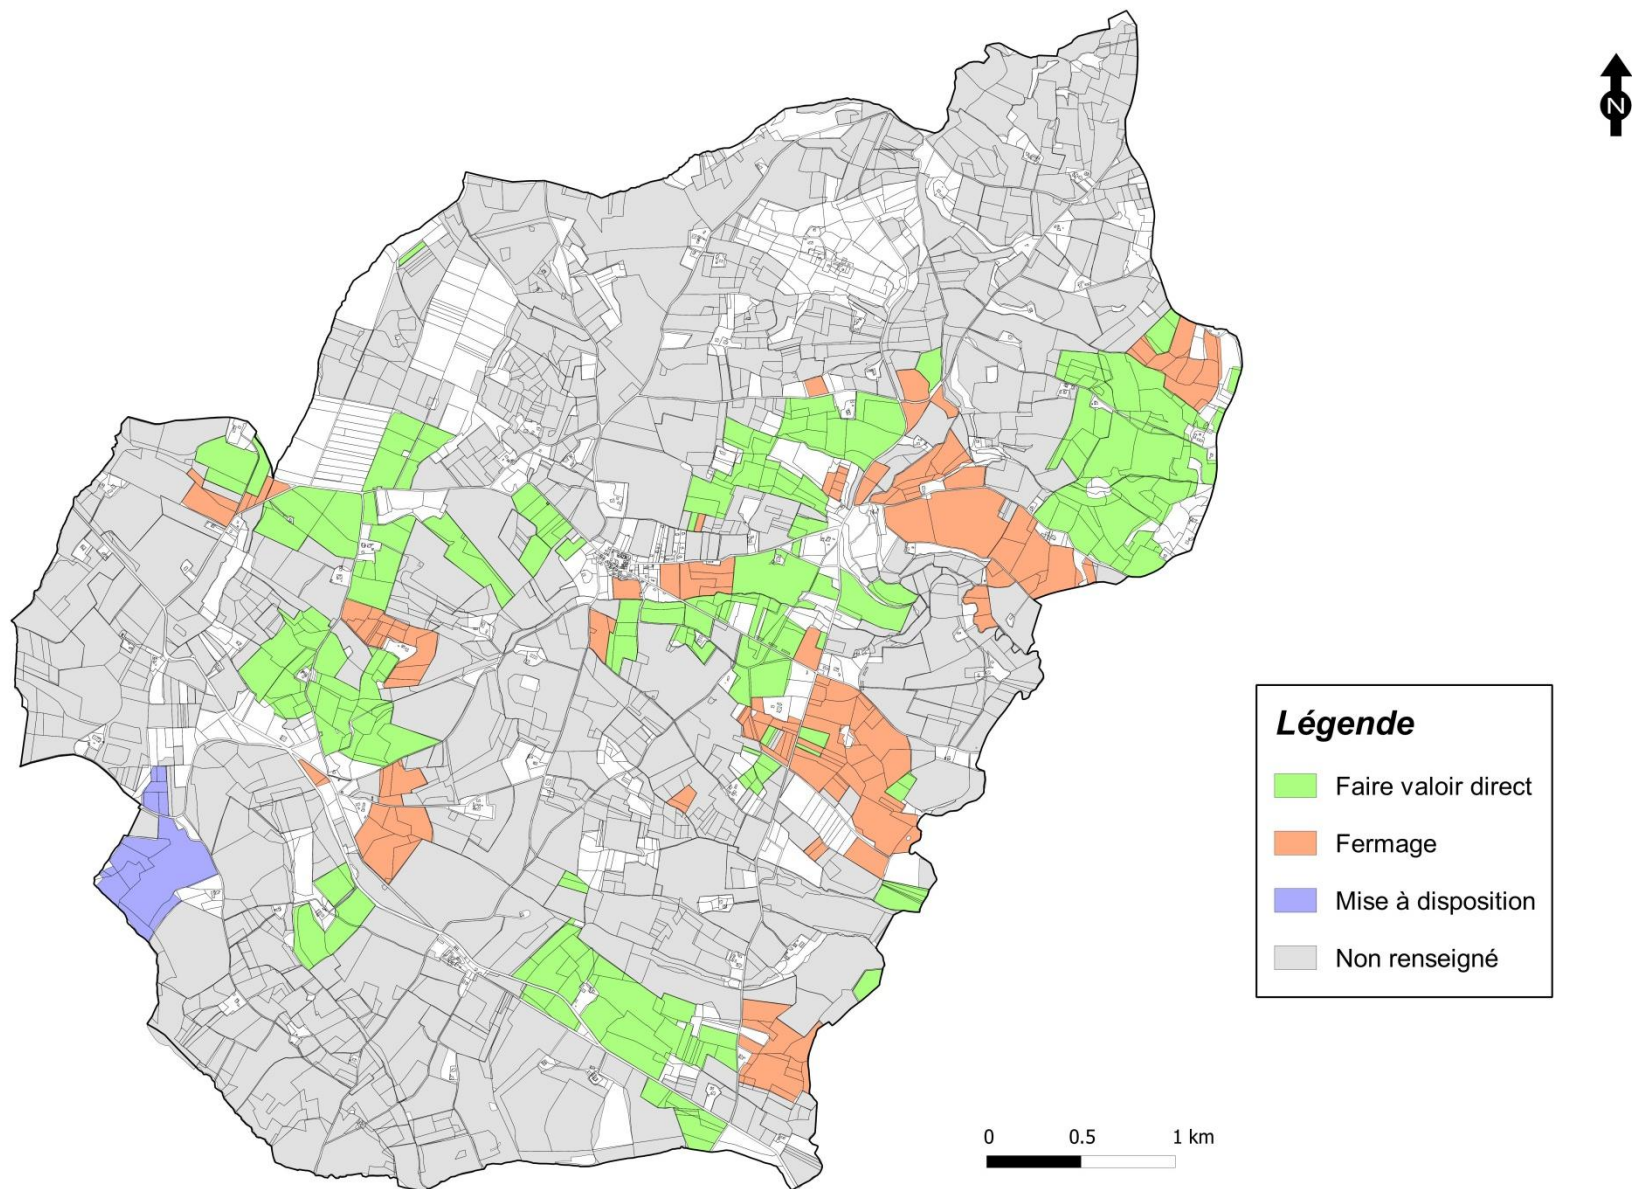 N
Légende
Faire valoir direct
Fermage
Mise à disposition
Non renseigné
0 0.5 1 km